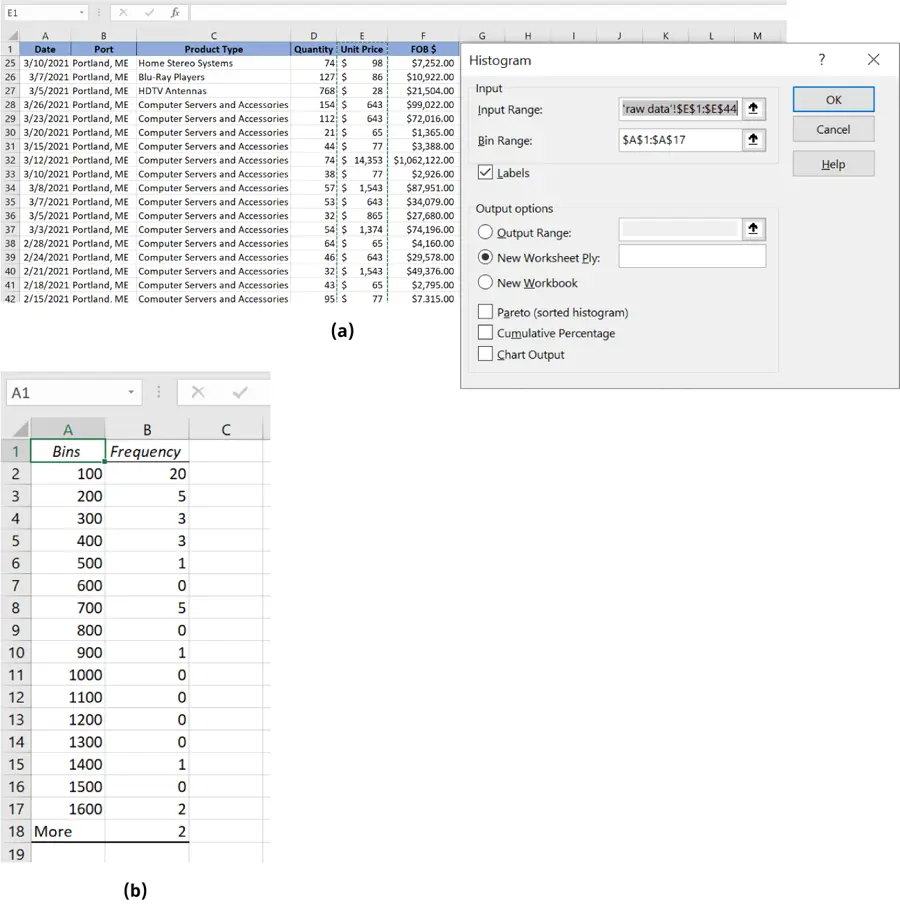 E1 fx
A B C D E F G H I J K L M
1 Date Port Product Type Quantity Unit Price FOB $
25 3/10/2021 Portland, ME Home Stereo Systems 74 $ 98 $7,252.00
26 3/7/2021 Portland, ME Blu-Ray Players 127 $ 86 $10,922.00
27 3/5/2021 Portland, ME HDTV Antennas 768 $ 28 $21,504.00
28 3/26/2021 Portland, ME Computer Servers and Accessories 154 $ 643 $99,022.00
29 3/23/2021 Portland, ME Computer Servers and Accessories 112 $ 643 $72,016.00
30 3/20/2021 Portland, ME Computer Servers and Accessories 21 $ 65 $1,365.00
31 3/15/2021 Portland, ME Computer Servers and Accessories 44 $ 77 $3,388.00
32 3/12/2021 Portland, ME Computer Servers and Accessories 74 $ 14,353 $1,062,122.00
33 3/10/2021 Portland, ME Computer Servers and Accessories 38 $ 77 $2,926.00
34 3/8/2021 Portland, ME Computer Servers and Accessories 57 $ 1,543 $87,951.00
35 3/7/2021 Portland, ME Computer Servers and Accessories 53 $ 643 $34,079.00
36 3/5/2021 Portland, ME Computer Servers and Accessories 32 $ 865 $27,680.00
37 3/3/2021 Portland, ME Computer Servers and Accessories 54 $ 1,374 $74,196.00
38 2/28/2021 Portland, ME Computer Servers and Accessories 64 $ 65 $4,160.00
39 2/24/2021 Portland, ME Computer Servers and Accessories 46 $ 643 $29,578.00
40 2/21/2021 Portland, ME Computer Servers and Accessories 32 $ 1,543 $49,376.00
41 2/18/2021 Portland, ME Computer Servers and Accessories 43 $ 65 $2,795.00
42 2/15/2021 Portland, ME Computer Servers and Accessories 95 $ 77 $7,315.00
Histogram ?
Input
Input Range: 'raw data'!$E$1:$E$44
Bin Range: $A$1:$A$17
Labels
OK
Cancel
Help
Output options
Output Range:
New Worksheet Ply:
New Workbook
Pareto (sorted histogram)
Cumulative Percentage
Chart Output
(a)
A1
A B C
1 Bins Frequency
2 100 20
3 200 5
4 300 3
5 400 3
6 500 1
7 600 0
8 700 5
9 800 0
10 900 1
11 1000 0
12 1100 0
13 1200 0
14 1300 0
15 1400 1
16 1500 0
17 1600 2
18 More 2
19
(b)